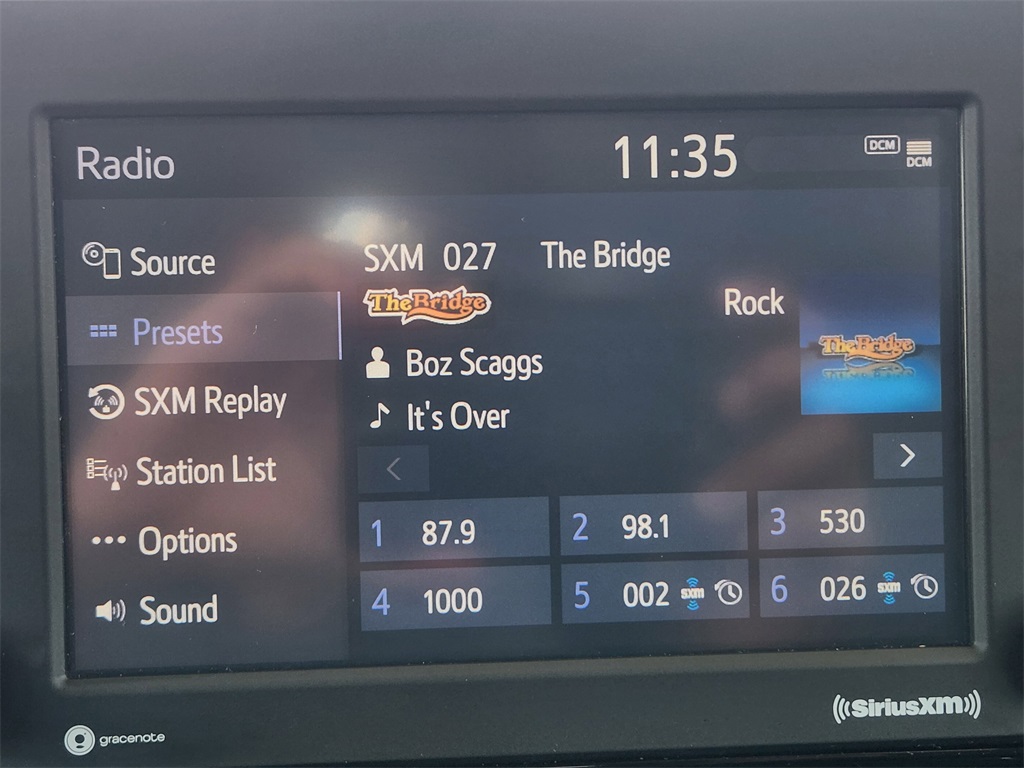 Radio
11:35
DCM
DCM
Source
Presets
SXM Replay
Station List
Options
Sound
SXM 027 The Bridge
The Bridge
Rock
The Bridge
Boz Scaggs
It's Over
1 87.9
2 98.1
3 530
4 1000
5 002 sxm
6 026 sxm
gracenote
SiriusXM